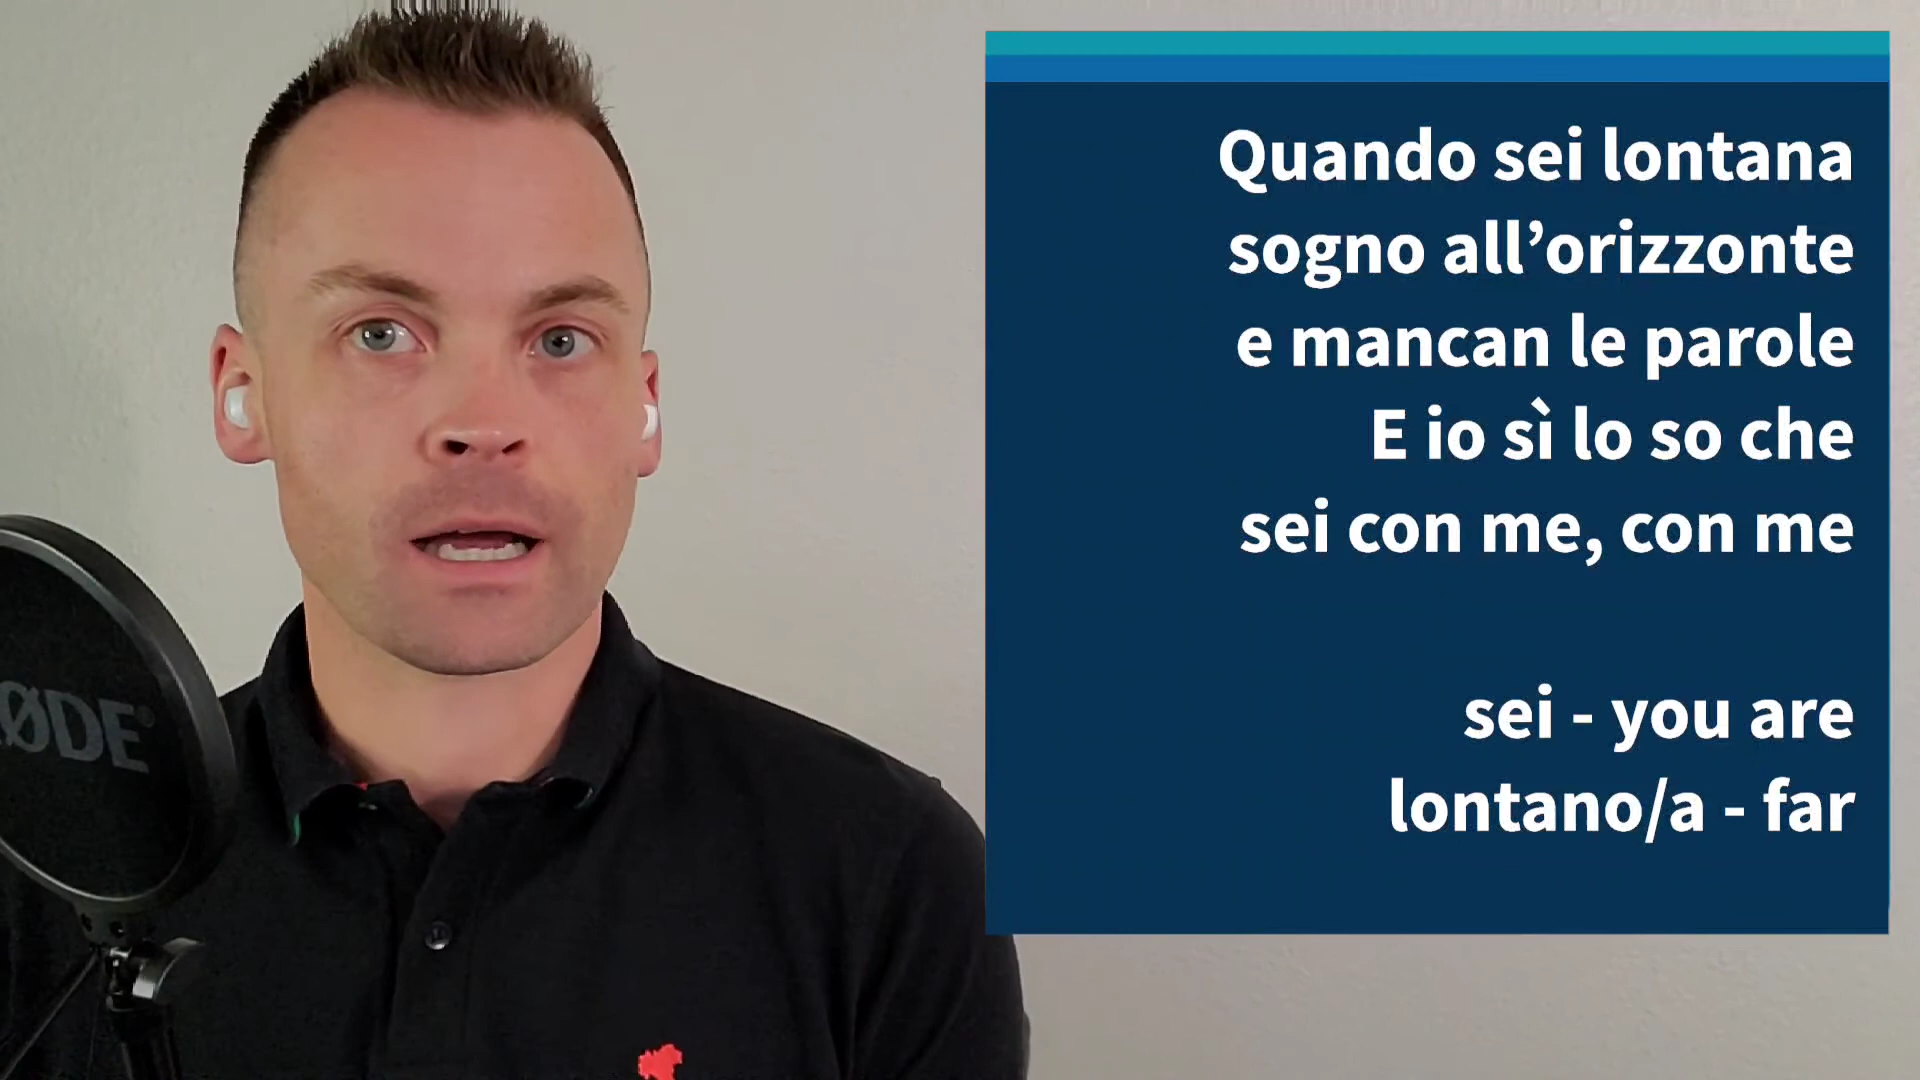 Quando sei lontana
sogno all’orizzonte
e mancan le parole
E io sì lo so che
sei con me, con me
sei - you are
lontano/a - far
RØDE